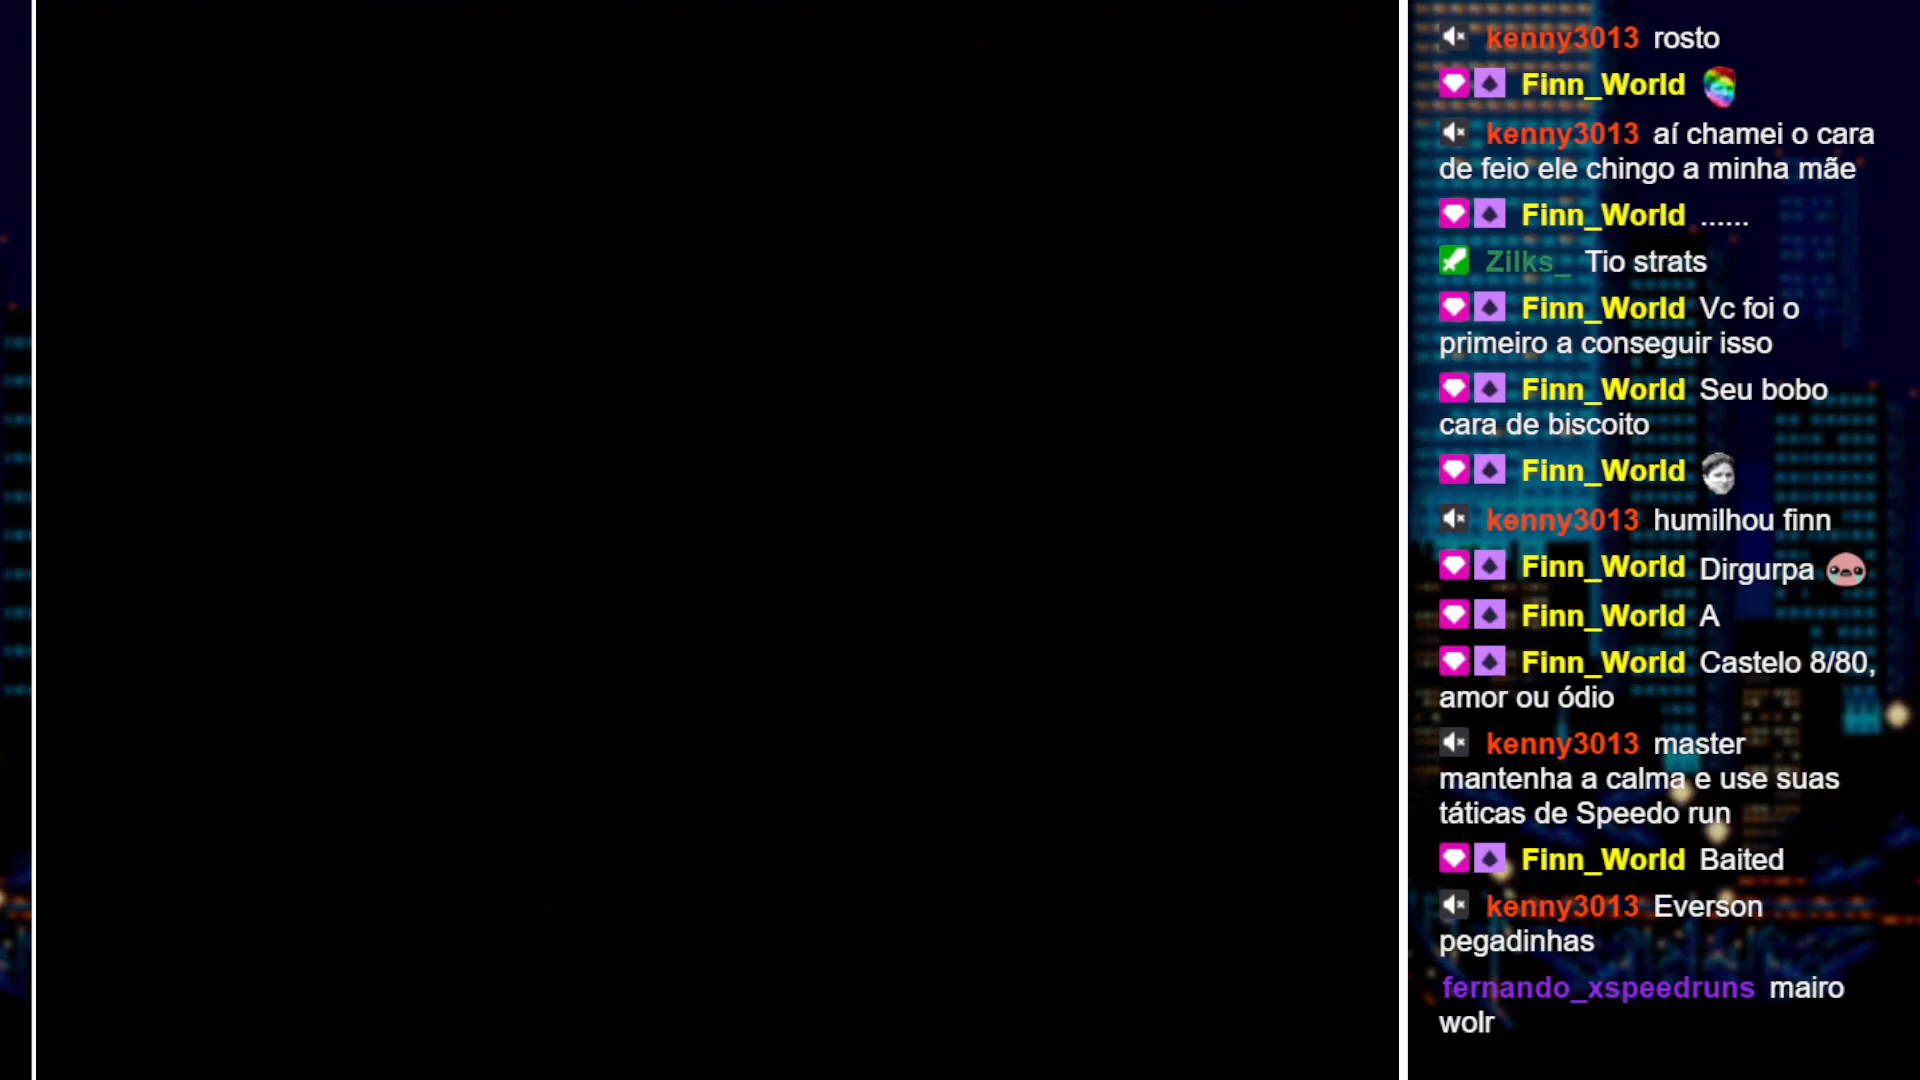 kenny3013 rosto
Finn_World
kenny3013 aí chamei o cara
de feio ele chingo a minha mãe
Finn_World ......
Zilks_ Tio strats
Finn_World Vc foi o
primeiro a conseguir isso
Finn_World Seu bobo
cara de biscoito
Finn_World
kenny3013 humilhou finn
Finn_World Dirgurpa
Finn_World A
Finn_World Castelo 8/80,
amor ou ódio
kenny3013 master
mantenha a calma e use suas
táticas de Speedo run
Finn_World Baited
kenny3013 Everson
pegadinhas
fernando_xspeedruns mairo
wolr